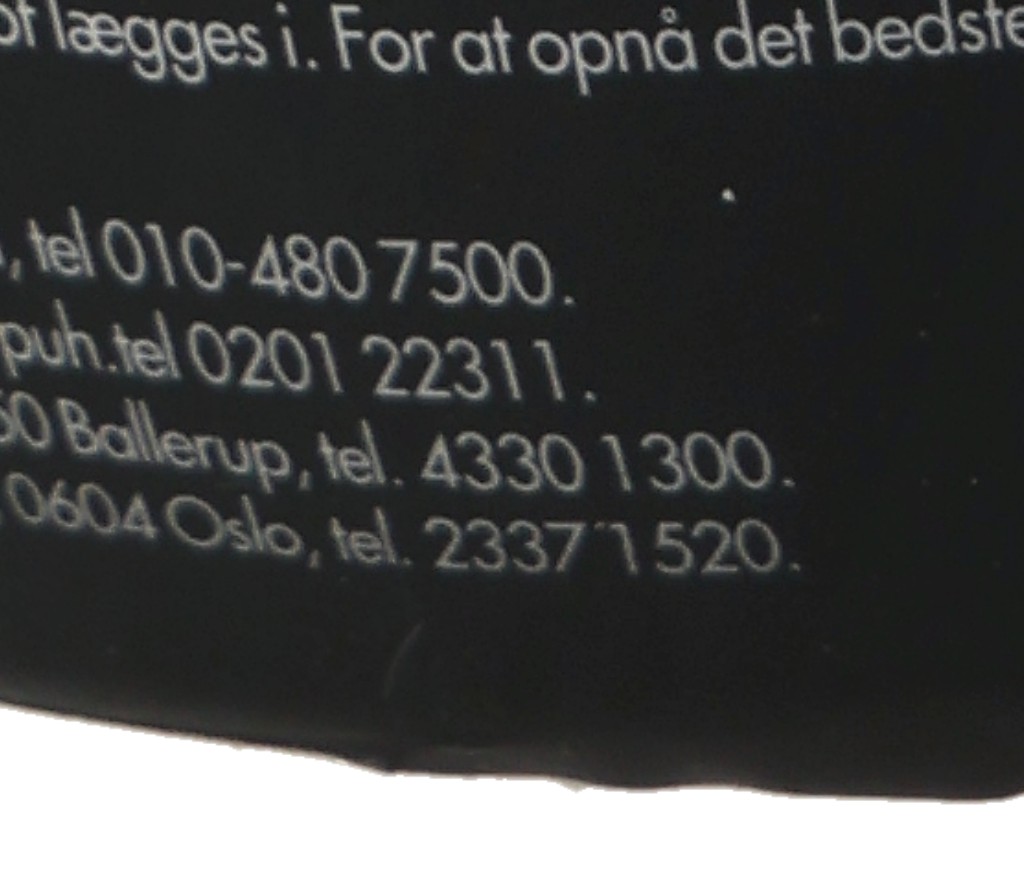 lægges i. For at opnå det bedste
, tel 010-480 7500.
puh.tel 0201 22311.
50 Ballerup, tel. 4330 1300.
0604 Oslo, tel. 2337 1520.